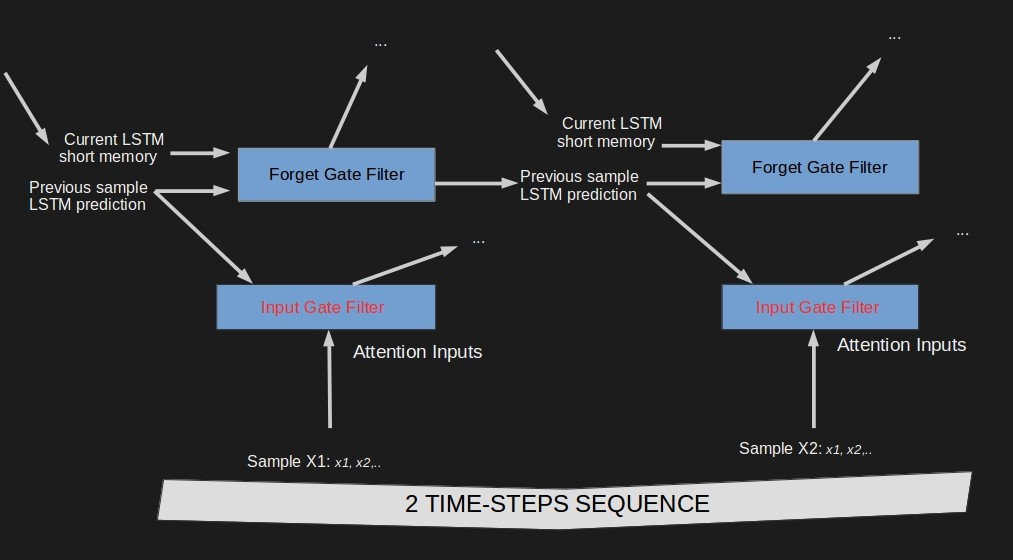 ...
...
Current LSTM
short memory
Forget Gate Filter
Previous sample
LSTM prediction
Current LSTM
short memory
Forget Gate Filter
Previous sample
LSTM prediction
...
...
Input Gate Filter
Input Gate Filter
Attention Inputs
Attention Inputs
Sample X1: x1, x2,..
Sample X2: x1, x2,..
2 TIME-STEPS SEQUENCE